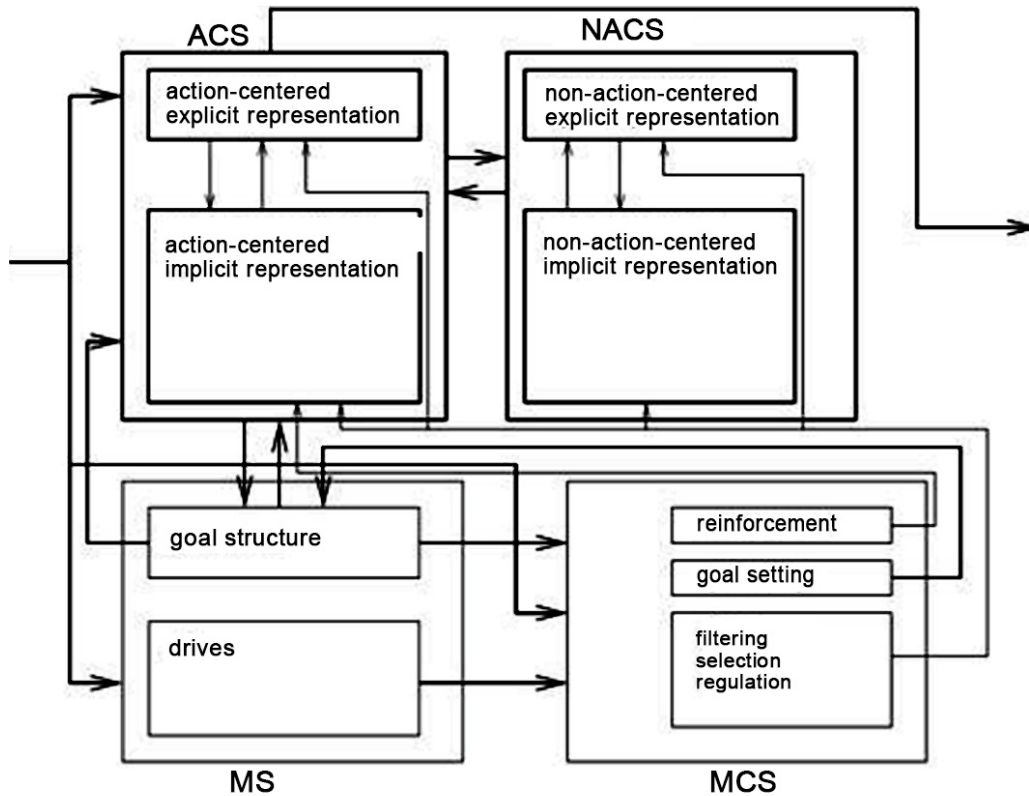 ACS
NACS
action-centered
explicit representation
non-action-centered
explicit representation
action-centered
implicit representation
non-action-centered
implicit representation
goal structure
drives
reinforcement
goal setting
filtering
selection
regulation
MS
MCS